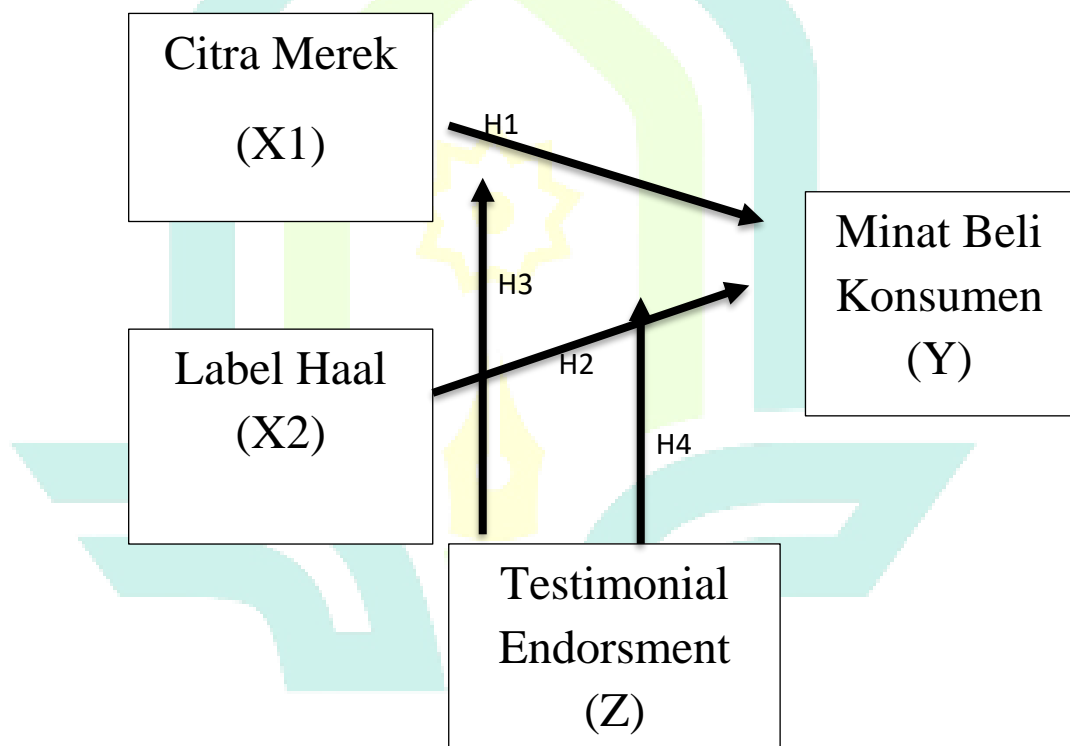 Citra Merek
(X1)
H1
Minat Beli
Konsumen
(Y)
H3
Label Haal
(X2)
H2
H4
Testimonial
Endorsment
(Z)